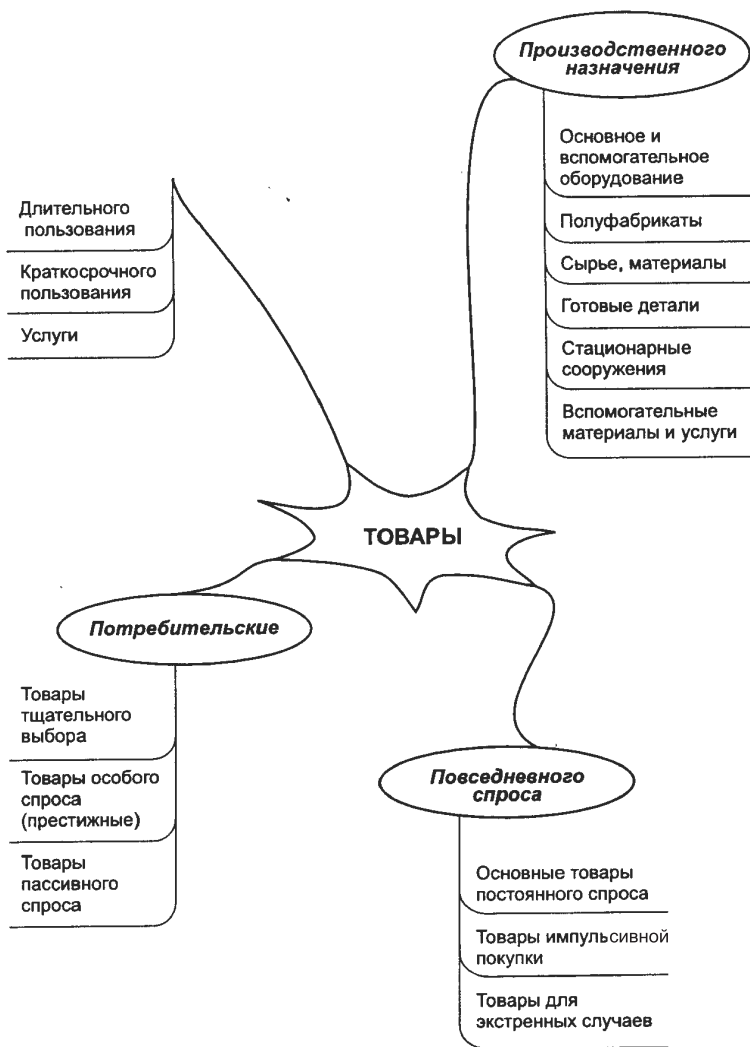 Производственного
назначения
Основное и
вспомогательное
оборудование
Полуфабрикаты
Сырье, материалы
Готовые детали
Стационарные
сооружения
Вспомогательные
материалы и услуги
Длительного
пользования
Краткосрочного
пользования
Услуги
ТОВАРЫ
Потребительские
Товары
тщательного
выбора
Товары особого
спроса
(престижные)
Товары
пассивного
спроса
Повседневного
спроса
Основные товары
постоянного спроса
Товары импульсивной
покупки
Товары для
экстренных случаев